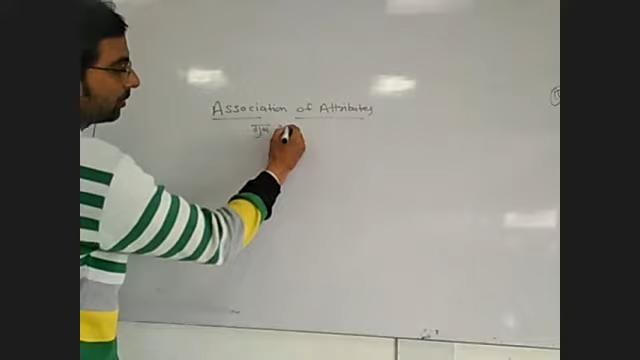 Association of Attributes
गुण